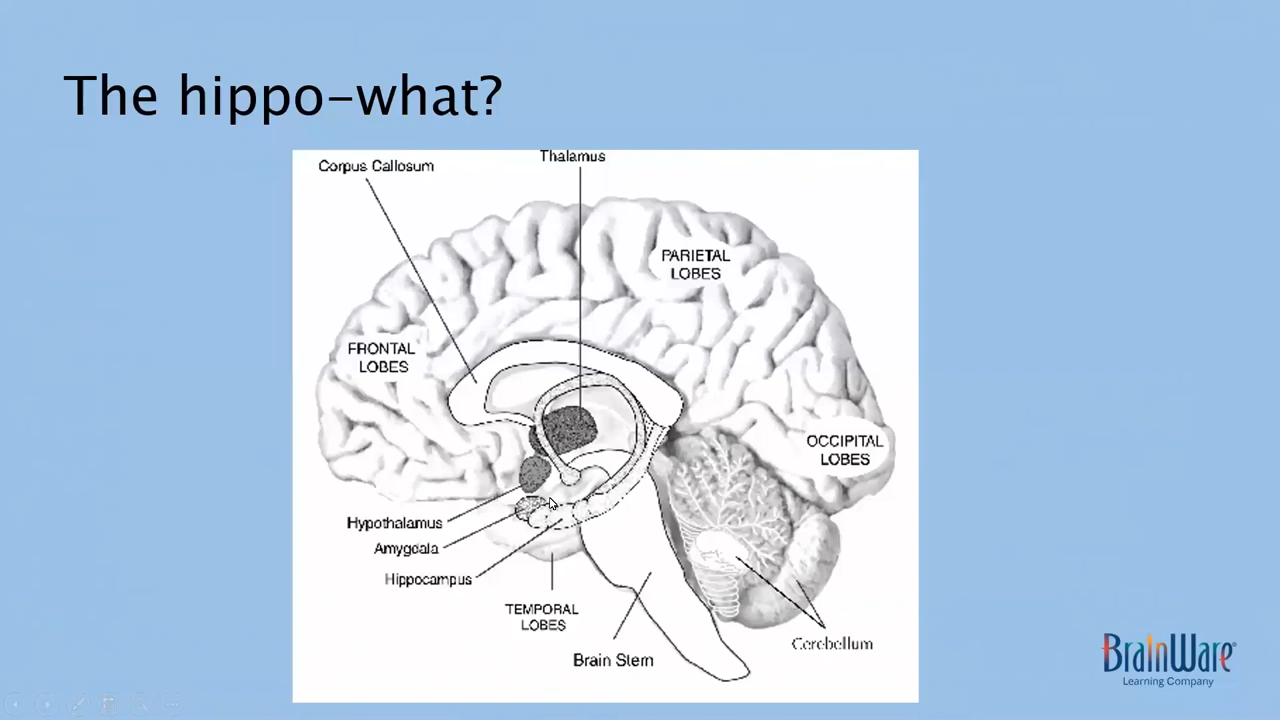 The hippo-what?
Corpus Callosum
Thalamus
PARIETAL
LOBES
FRONTAL
LOBES
OCCIPITAL
LOBES
Hypothalamus
Amygdala
Hippocampus
TEMPORAL
LOBES
Brain Stem
Cerebellum
BrainWare®
Learning Company